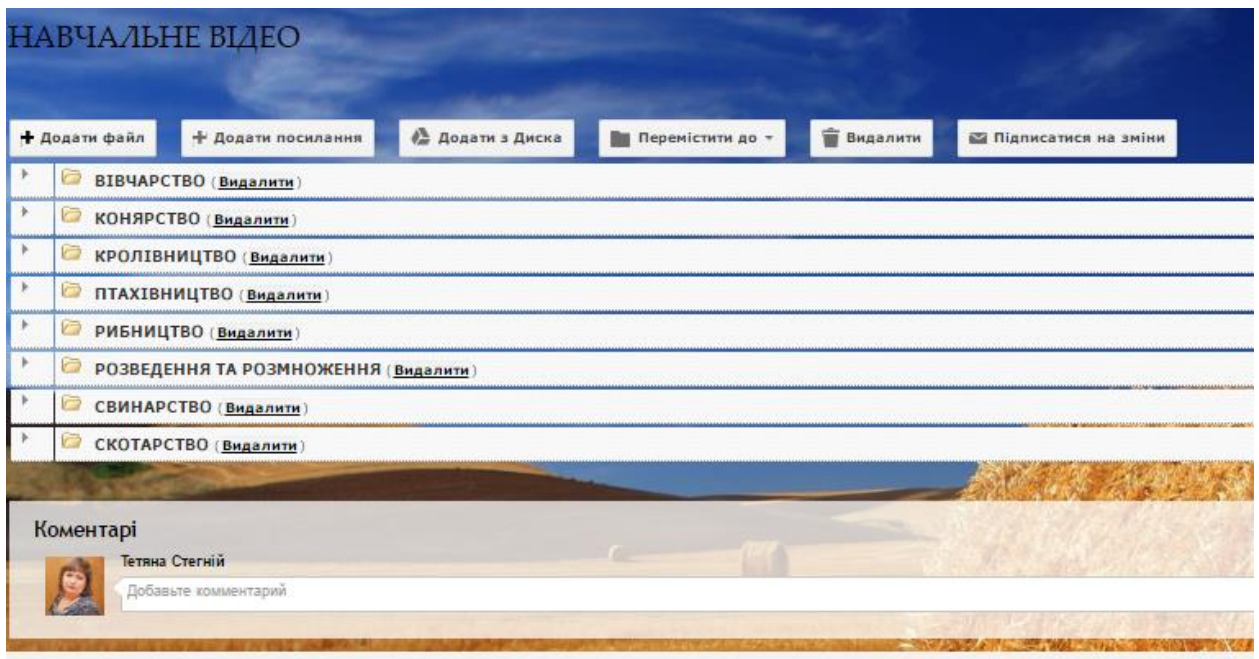 НАВЧАЛЬНЕ ВІДЕО
Додати файл Додати посилання Додати з Диска Перемістити до Видалити Підписатися на зміни
ВІВЧАРСТВО (Видалити)
КОНЯРСТВО (Видалити)
КРОЛІВНИЦТВО (Видалити)
ПТАХІВНИЦТВО (Видалити)
РИБНИЦТВО (Видалити)
РОЗВЕДЕННЯ ТА РОЗМНОЖЕННЯ (Видалити)
СВИНАРСТВО (Видалити)
СКОТАРСТВО (Видалити)
Коментарі
Тетяна Стегній
Добавьте комментарий